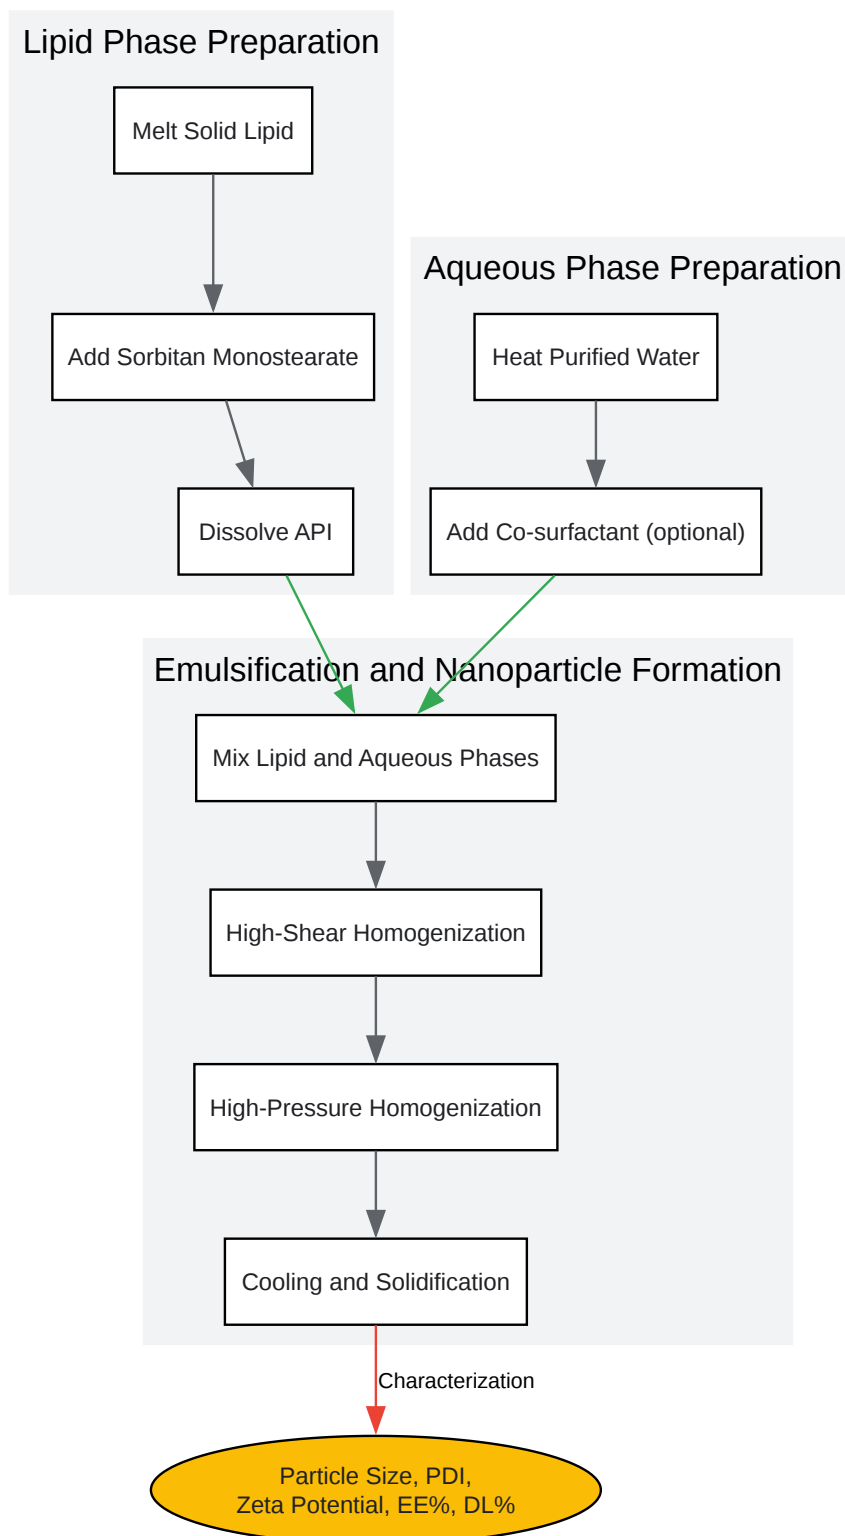 Lipid Phase Preparation
Melt Solid Lipid
Add Sorbitan Monostearate
Dissolve API
Aqueous Phase Preparation
Heat Purified Water
Add Co-surfactant (optional)
Emulsification and Nanoparticle Formation
Mix Lipid and Aqueous Phases
High-Shear Homogenization
High-Pressure Homogenization
Cooling and Solidification
Characterization
Particle Size, PDI,
Zeta Potential, EE%, DL%